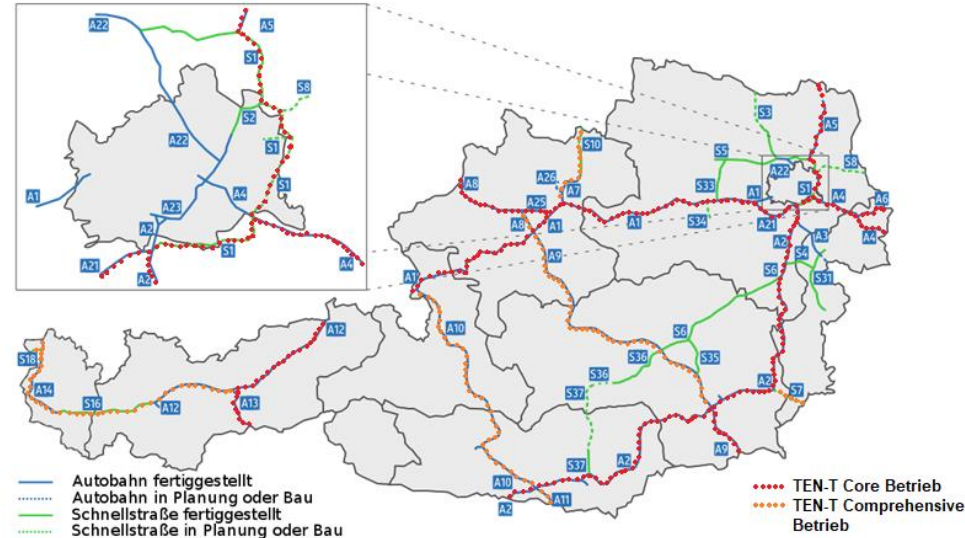 A22
A5
S1
S8
S2
A22
S1
A1
A4
S1
A23
A2
S1
A21
A2
A4
S3
A5
S10
S5
A22
S8
A8
A26
A7
S33
A1
S1
A4
A6
A25
A1
A8
A1
S34
A21
A2
A3
A4
A9
S4
A1
S6
S31
A10
A12
S6
S36
S35
S18
S36
A14
S37
A2
S7
S16
A12
A13
A9
S37
A2
A10
A11
A2
Autobahn fertiggestellt
Autobahn in Planung oder Bau
Schnellstraße fertiggestellt
Schnellstraße in Planung oder Bau
TEN-T Core Betrieb
TEN-T Comprehensive
Betrieb